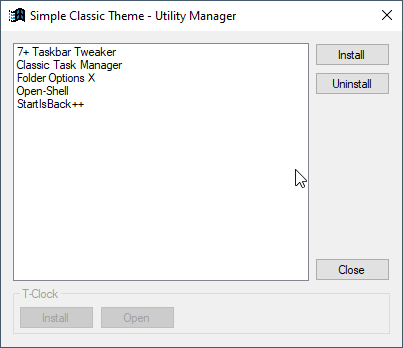 Simple Classic Theme - Utility Manager
7+ Taskbar Tweaker
Classic Task Manager
Folder Options X
Open-Shell
StartIsBack++
Install
Uninstall
Close
T-Clock
Install
Open